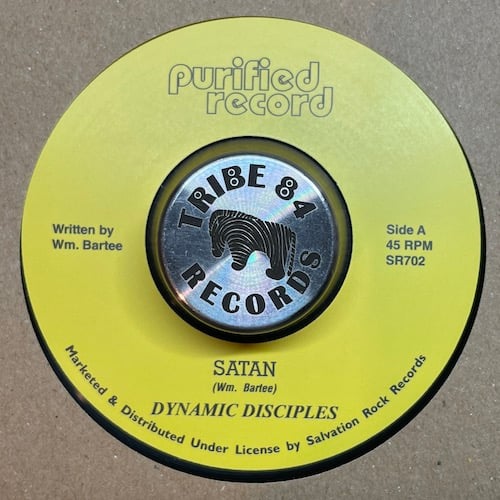 purified
record
TRIBE 84
RECORDS
Written by
Wm. Bartee
Side A
45 RPM
SR702
SATAN
(Wm. Bartee)
DYNAMIC DISCIPLES
Marketed & Distributed Under License by Salvation Rock Records